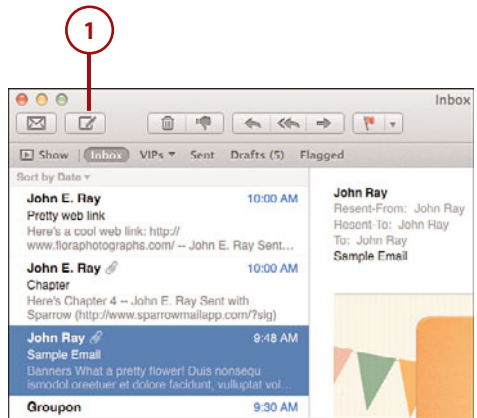 1
Inbox
Show Inbox VIPs Sent Drafts (5) Flagged
Sort by Date
John E. Ray 10:00 AM
Pretty web link
Here's a cool web link: http://
www.floraphotographs.com/ -- John E. Ray Sent...
John E. Ray 10:00 AM
Chapter
Here's Chapter 4 -- John E. Ray Sent with
Sparrow (http://www.sparrowmailapp.com/?sig)
John Ray 9:48 AM
Sample Email
Banners What a pretty flower! Duis nonsequ
ismodol oreetuer et dolore facidunt, vulluptat vol...
Groupon 9:30 AM
John Ray
Resent-From: John Ray
Resent-To: John Ray
To: John Ray
Sample Email